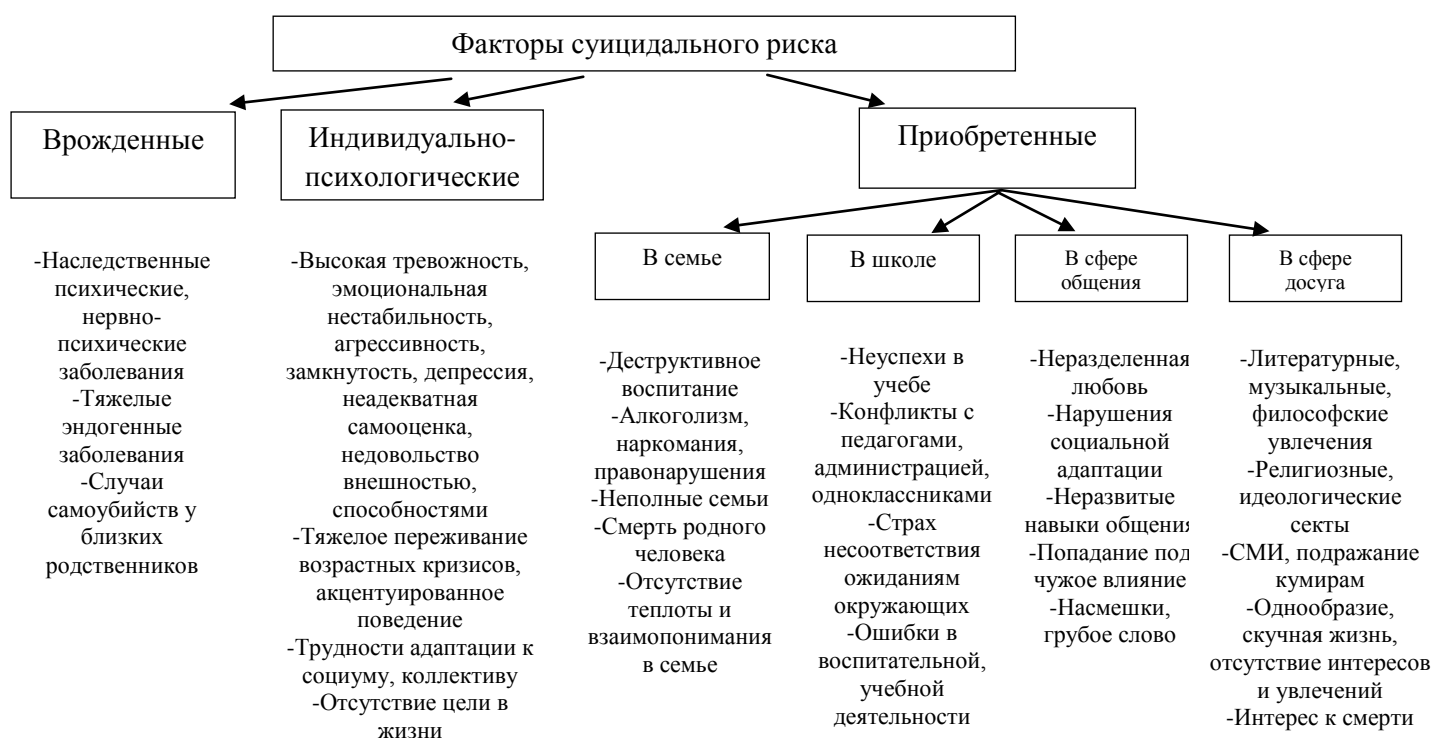 Факторы суицидального риска
Врожденные
Индивидуально-
психологические
Приобретенные
-Наследственные
психические,
нервно-
психические
заболевания
-Тяжелые
эндогенные
заболевания
-Случаи
самоубийств у
близких
родственников
-Высокая тревожность,
эмоциональная
нестабильность,
агрессивность,
замкнутость, депрессия,
неадекватная
самооценка,
недовольство
внешностью,
способностями
-Тяжелое переживание
возрастных кризисов,
акцентуированное
поведение
-Трудности адаптации к
социуму, коллективу
-Отсутствие цели в
жизни
В семье
-Деструктивное
воспитание
-Алкоголизм,
наркомания,
правонарушения
-Неполные семьи
-Смерть родного
человека
-Отсутствие
теплоты и
взаимопонимания
в семье
В школе
-Неуспехи в
учебе
-Конфликты с
педагогами,
администрацией,
одноклассниками
-Страх
несоответствия
ожиданиям
окружающих
-Ошибки в
воспитательной,
учебной
деятельности
В сфере
общения
-Неразделенная
любовь
-Нарушения
социальной
адаптации
-Неразвитые
навыки общения
-Попадание под
чужое влияние
-Насмешки,
грубое слово
В сфере
досуга
-Литературные,
музыкальные,
философские
увлечения
-Религиозные,
идеологические
секты
-СМИ, подражание
кумирам
-Однообразие,
скучная жизнь,
отсутствие интересов
и увлечений
-Интерес к смерти